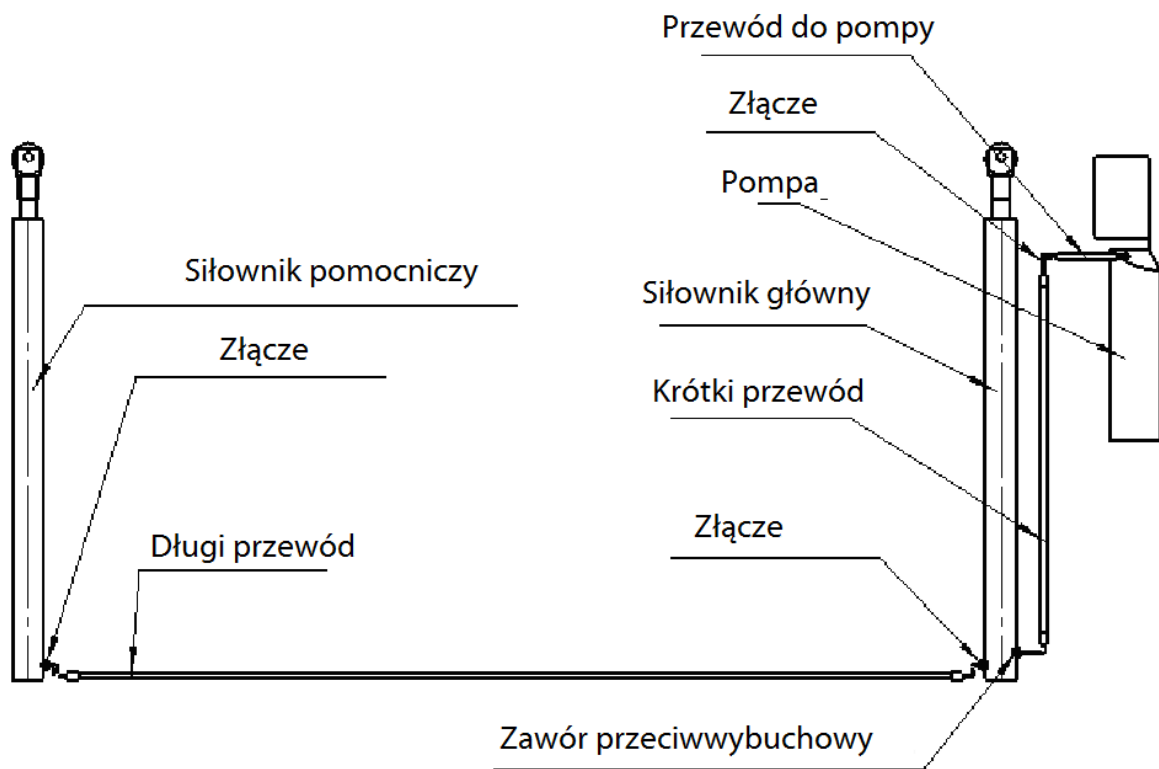 Przewód do pompy
Złącze
Pompa
Siłownik pomocniczy
Siłownik główny
Złącze
Krótki przewód
Złącze
Długi przewód
Zawór przeciwwybuchowy